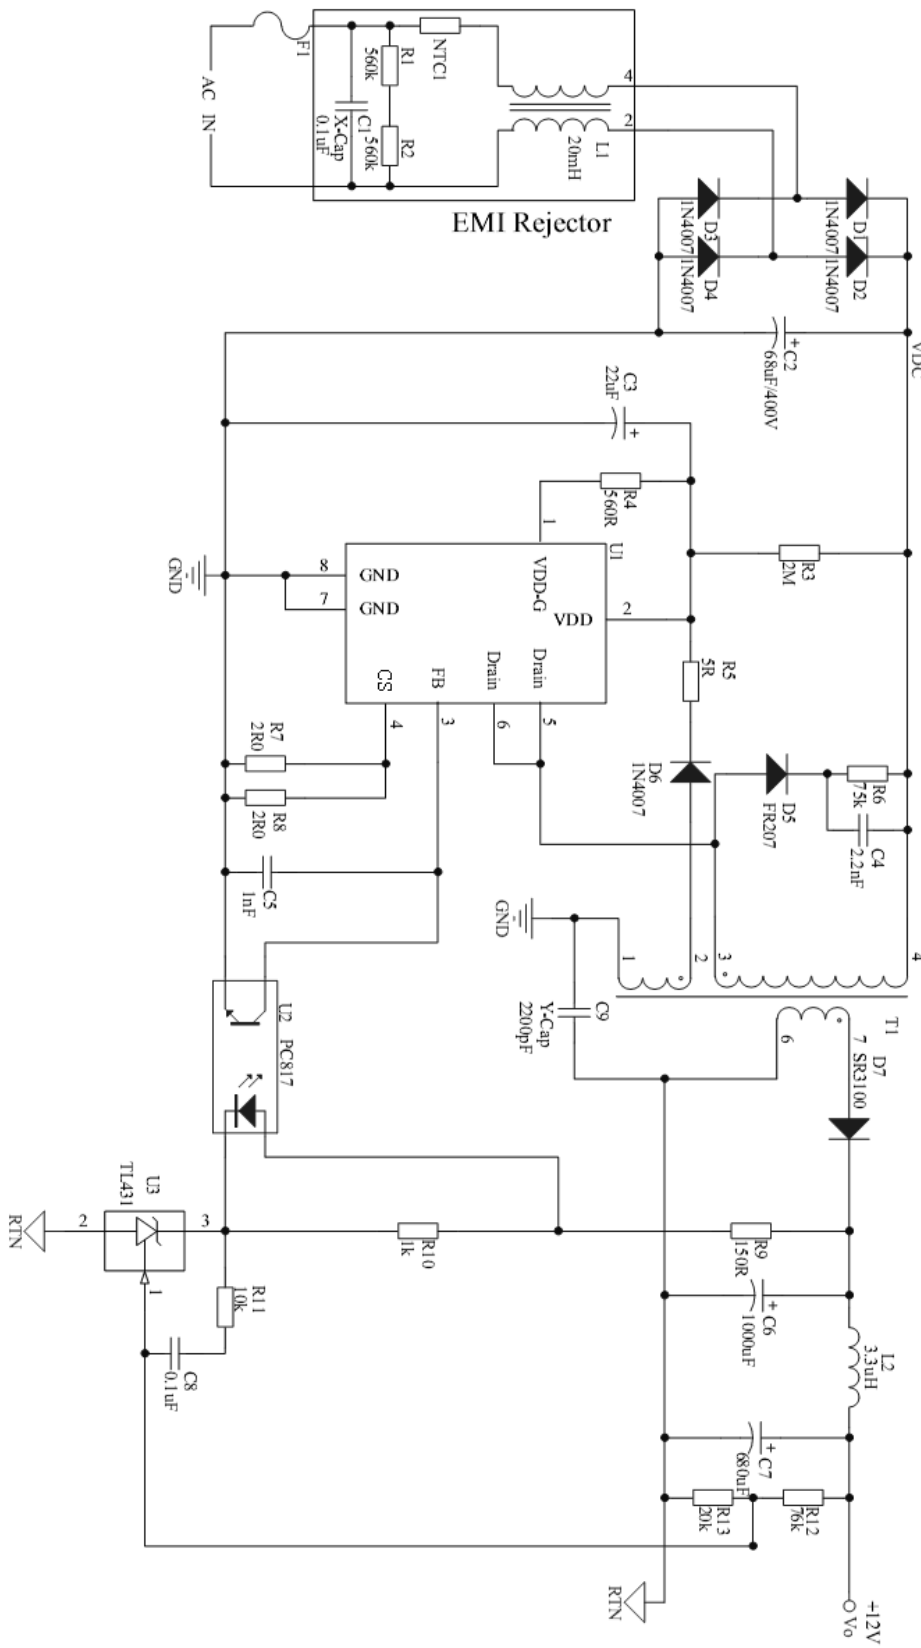 F1
AC IN
NTC1
R1
560k
C1
X-Cap
0.1uF
R2
560k
4
2
L1
20mH
EMI Rejector
D1
1N4007
D3
1N4007
D2
1N4007
D4
1N4007
VDC
C2
68uF/400V
+
C3
22uF
+
R4
560R
R3
2M
U1
1
VDD-G
VDD
2
8
GND
7
GND
GND
CS
FB
Drain
Drain
4
3
6
5
R5
5R
R7
2R0
R8
2R0
D6
1N4007
D5
FR207
R6
75k
C4
2.2nF
C5
1nF
GND
1
2
3
4
T1
C9
Y-Cap
2200pF
6
7
D7
SR3100
U2
PC817
U3
TL431
RTN
2
3
1
R10
1k
R9
150R
R11
10k
C8
0.1uF
+
C6
1000uF
L2
3.3uH
+
C7
680uF
R13
20k
R12
76k
RTN
+12V
Vo